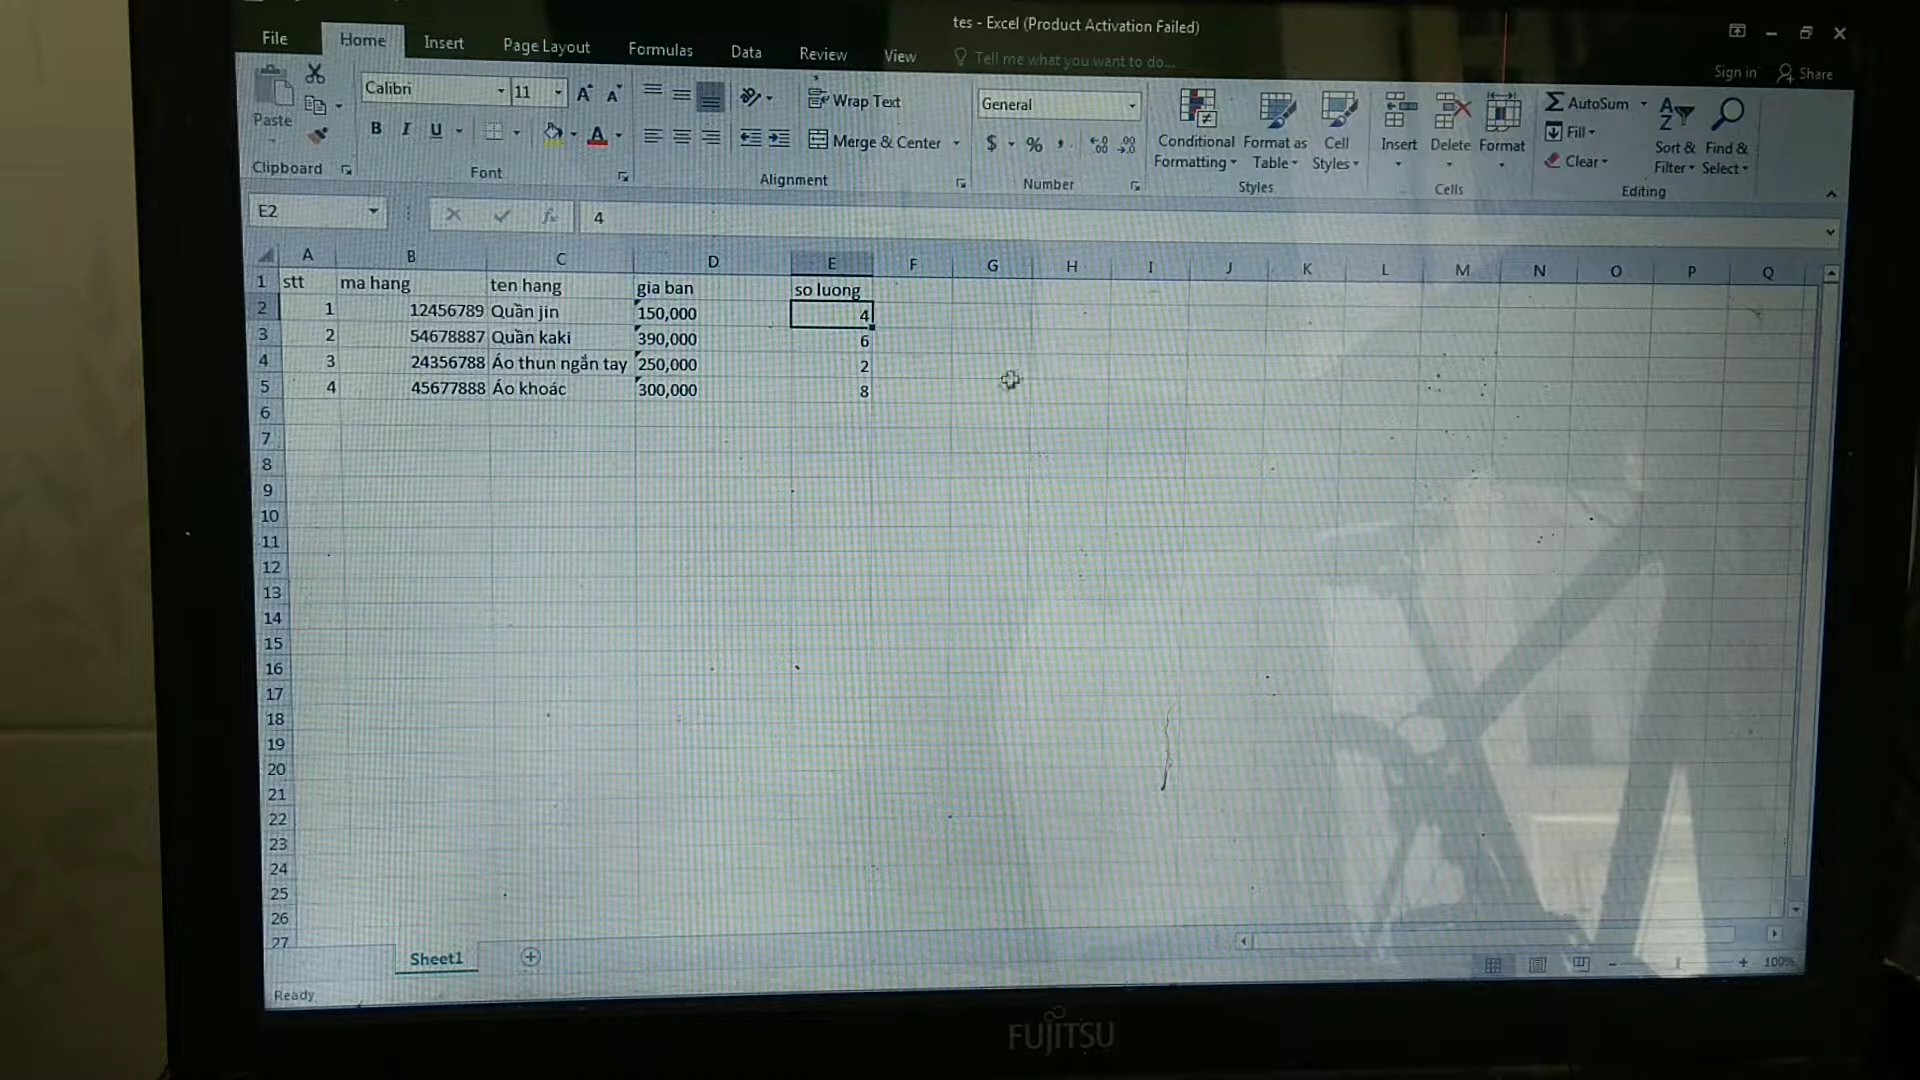 tes - Excel (Product Activation Failed)
File Home Insert Page Layout Formulas Data Review View Tell me what you want to do... Sign in Share
Paste Calibri 11 Wrap Text General Conditional Formatting Format as Table Cell Styles Insert Delete Format AutoSum Sort & Filter Find & Select
B I U Merge & Center $ % Fill
Clear
Clipboard Font Alignment Number Styles Cells Editing
E2 fx 4
A B C D E F G H I J K L M N O P Q
1 stt ma hang ten hang gia ban so luong
2 1 12456789 Quần jin 150,000 4
3 2 54678887 Quần kaki 390,000 6
4 3 24356788 Áo thun ngắn tay 250,000 2
5 4 45677888 Áo khoác 300,000 8
6
7
8
9
10
11
12
13
14
15
16
17
18
19
20
21
22
23
24
25
26
27
Sheet1
Ready 100%
FUJITSU